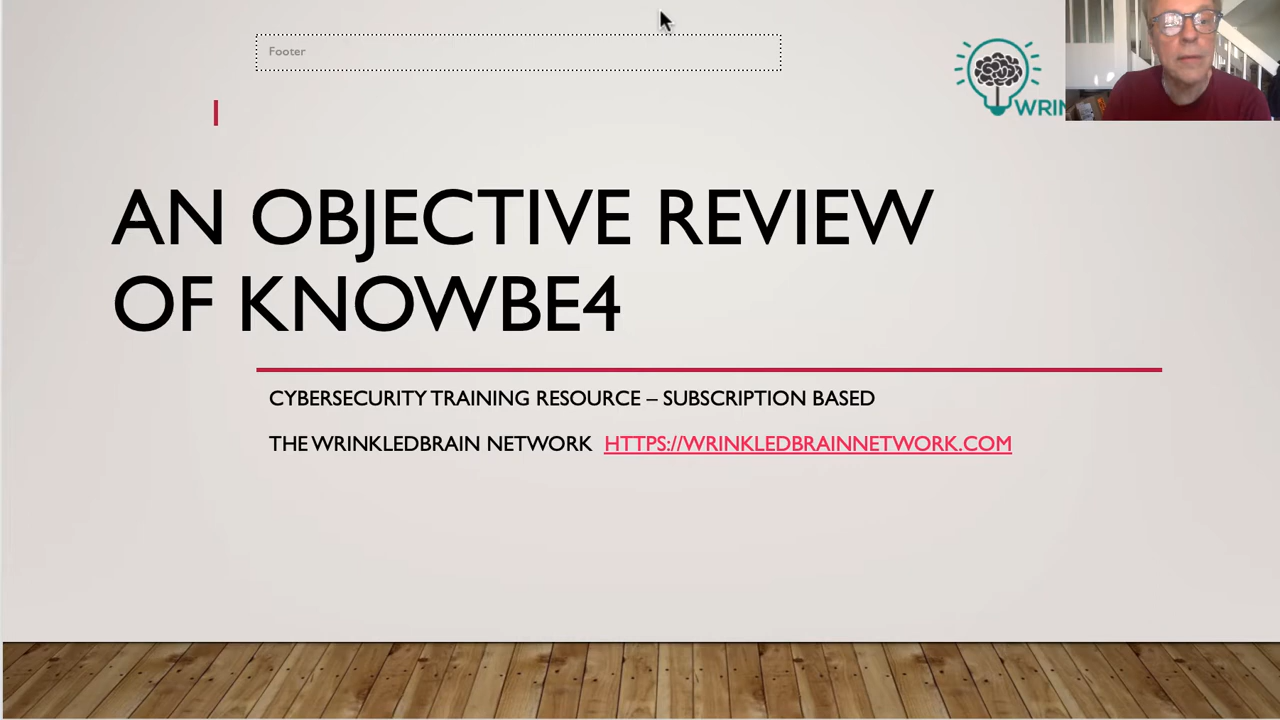 Footer
WRIN
AN OBJECTIVE REVIEW
OF KNOWBE4
CYBERSECURITY TRAINING RESOURCE – SUBSCRIPTION BASED
THE WRINKLEDBRAIN NETWORK HTTPS://WRINKLEDBRAINNETWORK.COM